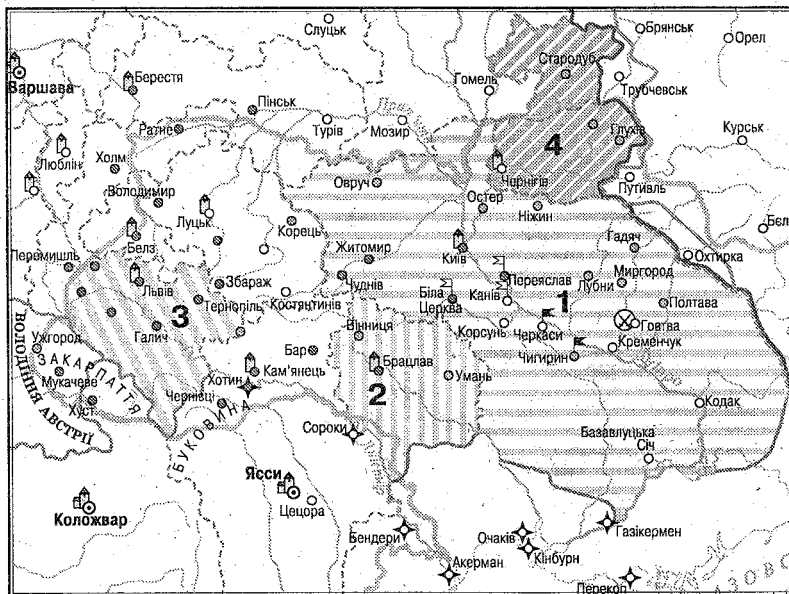 Слуцьк
Брянськ
Орел
Варшава
Берестя
Стародуб
Гомель
Трубчевськ
Пінськ
Ратне
Турів
Мозир
4
Глухів
Курськ
Люблін
Холм
Чернігів
Володимир
Овруч
Путивль
Остер
Ніжин
Луцьк
Корець
Гадяч
Белз
Житомир
Київ
Охтирка
Перемишль
Переяслав
Миргород
Львів
Збараж
Чуднів
Лубни
Біла
Церква
Канів
1
Полтава
Тернопіль
Костянтинів
3
Вінниця
Корсунь
Черкаси
Говтва
Ужгород
Галич
Кременчук
ВОЛОДІННЯ АВСТРІЇ
ЗАКАРПАТТЯ
Бар
Брацлав
Чигирин
Мукачеве
Хотин
Кам'янець
2
Умань
Хуст
Чернівці
Кодак
БУКОВИНА
Сороки
Базавлуцька
Січ
Ясси
Коложвар
Цецора
Бендери
Очаків
Газікермен
Кінбурн
Акерман
Перекоп
АЗОВС